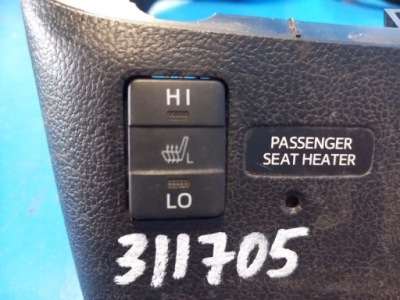 HI
L
LO
PASSENGER
SEAT HEATER
311705